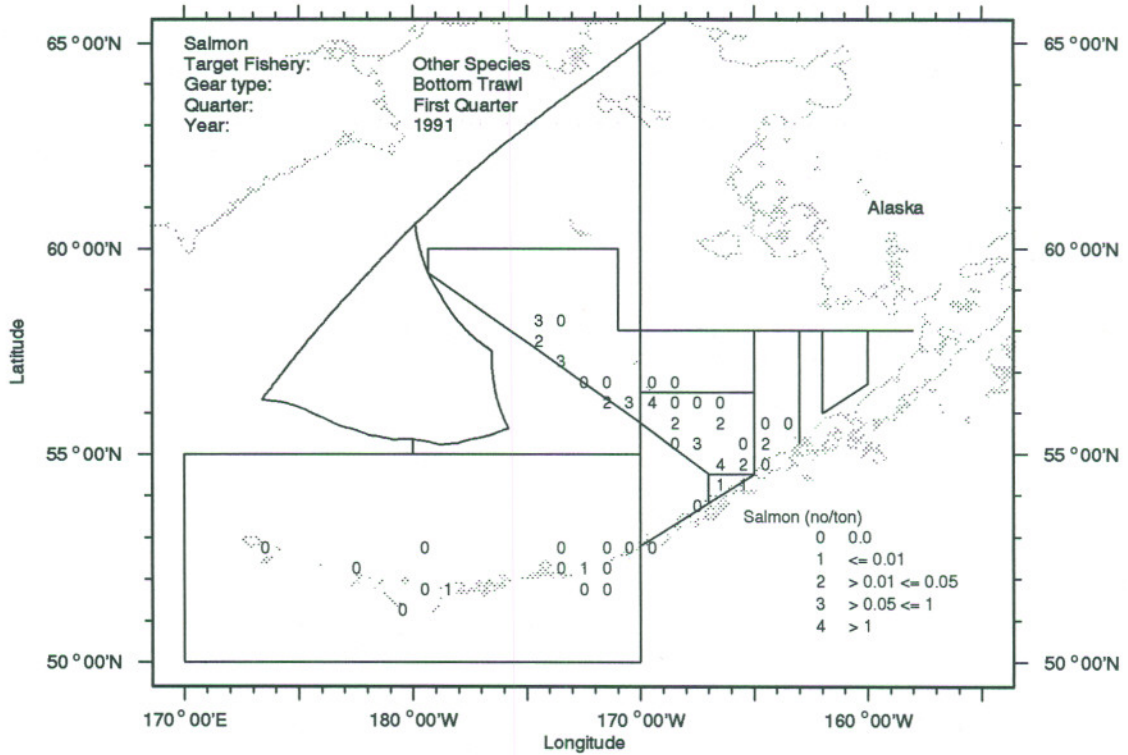 65°00'N 65°00'N
Salmon
Target Fishery: Other Species
Gear type: Bottom Trawl
Quarter: First Quarter
Year: 1991
Alaska
60°00'N 60°00'N
Latitude
3 0
2
3
0 0 0 0
2 3 4 0 0 0
2 2 0 0
0 3 0 2
55°00'N 4 2 0 55°00'N
1 1
0
Salmon (no/ton)
0 0.0
1 <= 0.01
2 > 0.01 <= 0.05
3 > 0.05 <= 1
4 > 1
0 0 0 0 0 0
0 0 1 0
0 1 0 0
0
50°00'N 50°00'N
170°00'E 180°00'W 170°00'W 160°00'W
Longitude